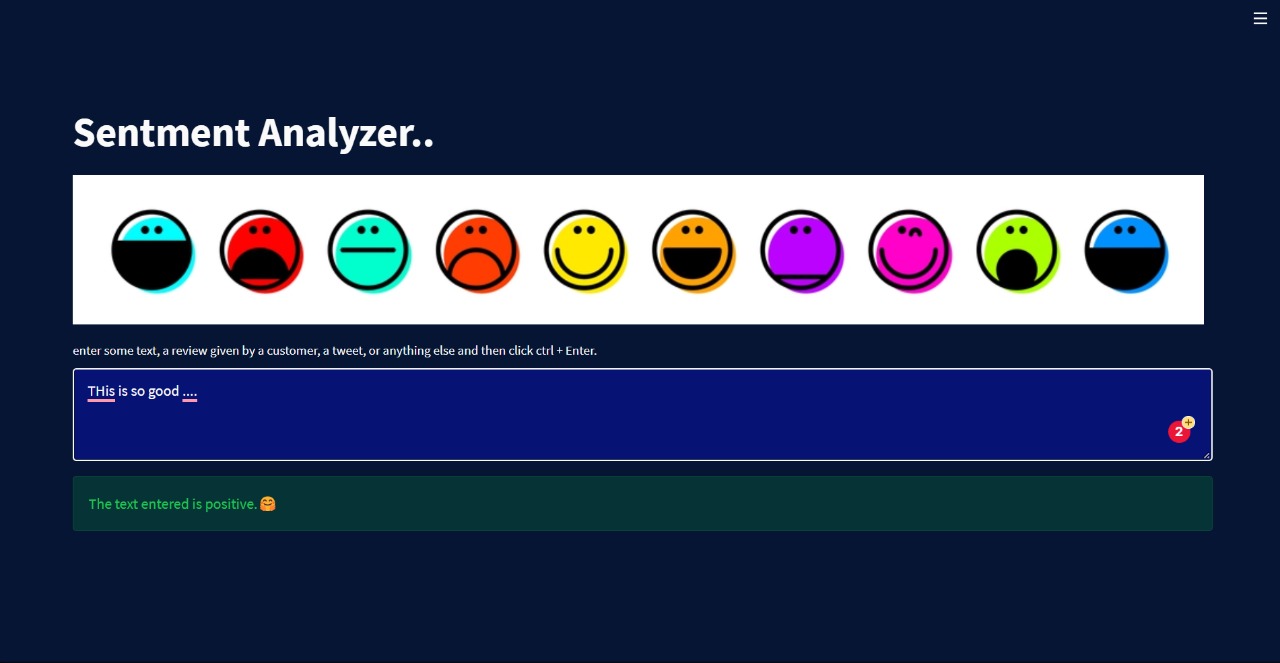 Sentment Analyzer..
enter some text, a review given by a customer, a tweet, or anything else and then click ctrl + Enter.
THis is so good ....
2
The text entered is positive. 🤗